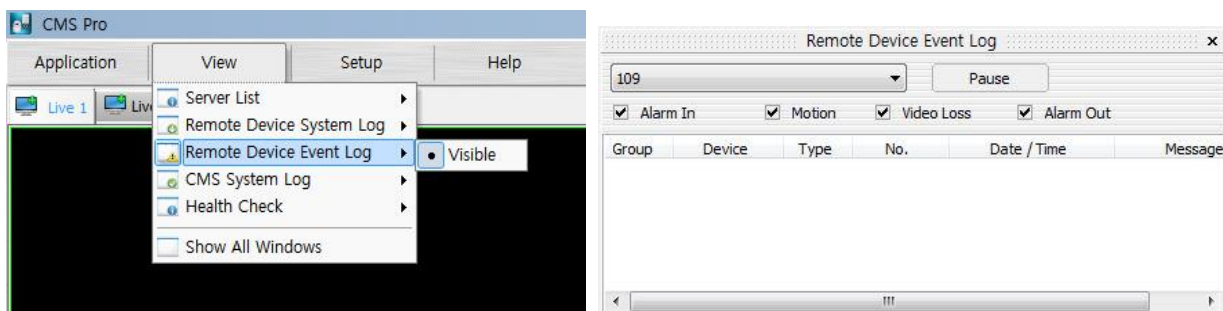 CMS Pro
Application View Setup Help
Live 1 Liv
Server List
Remote Device System Log
Remote Device Event Log Visible
CMS System Log
Health Check
Show All Windows
Remote Device Event Log x
109 Pause
Alarm In Motion Video Loss Alarm Out
Group Device Type No. Date / Time Message